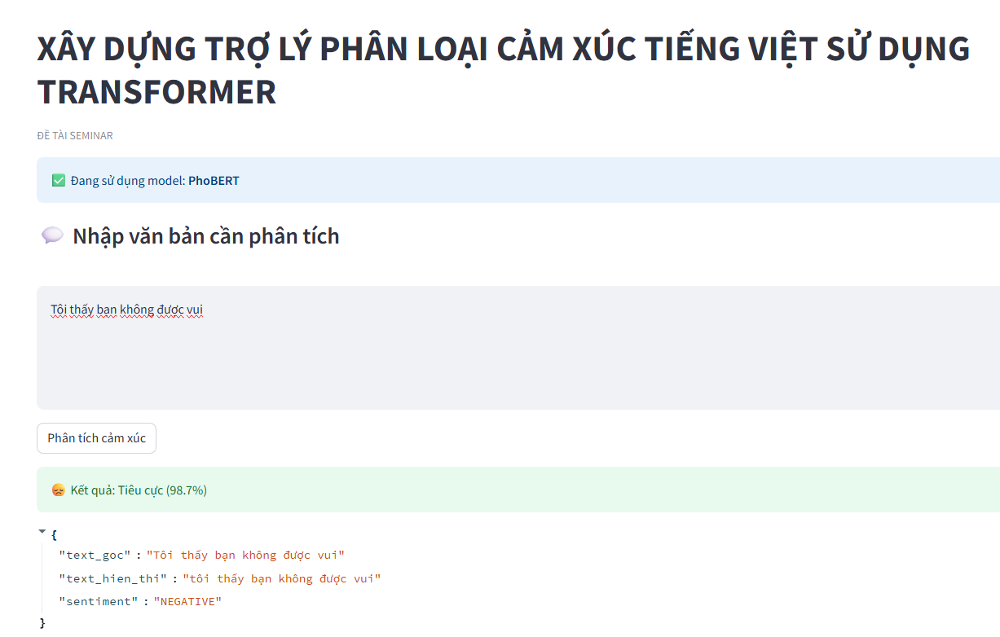 XÂY DỰNG TRỢ LÝ PHÂN LOẠI CẢM XÚC TIẾNG VIỆT SỬ DỤNG
TRANSFORMER
ĐỀ TÀI SEMINAR
✅ Đang sử dụng model: PhoBERT
💬 Nhập văn bản cần phân tích
Tôi thấy bạn không được vui
Phân tích cảm xúc
😞 Kết quả: Tiêu cực (98.7%)
{
"text_goc" : "Tôi thấy bạn không được vui"
"text_hien_thi" : "tôi thấy bạn không được vui"
"sentiment" : "NEGATIVE"
}